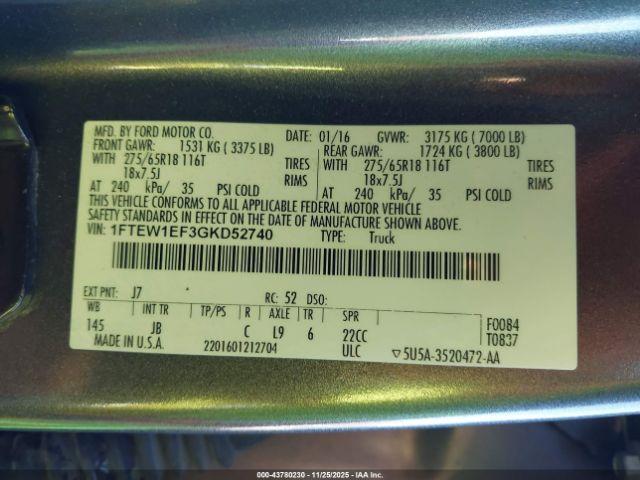 MFD. BY FORD MOTOR CO. DATE: 01/16 GVWR: 3175 KG ( 7000 LB)
FRONT GAWR: 1531 KG ( 3375 LB) REAR GAWR: 1724 KG ( 3800 LB)
WITH 275/65R18 116T TIRES WITH 275/65R18 116T TIRES
18x7.5J RIMS 18x7.5J RIMS
AT 240 kPa/ 35 PSI COLD AT 240 kPa/ 35 PSI COLD
THIS VEHICLE CONFORMS TO ALL APPLICABLE FEDERAL MOTOR VEHICLE
SAFETY STANDARDS IN EFFECT ON THE DATE OF MANUFACTURE SHOWN ABOVE.
VIN: 1FTEW1EF3GKD52740 TYPE: Truck
EXT PNT: J7 RC: 52 DSO:
WB INT TR TP/PS R AXLE TR SPR F0084
145 JB C L9 6 22CC T0837
MADE IN U.S.A. 2201601212704 ULC ▽5U5A-3520472-AA
000-43780230 - 11/25/2025 - IAA Inc.